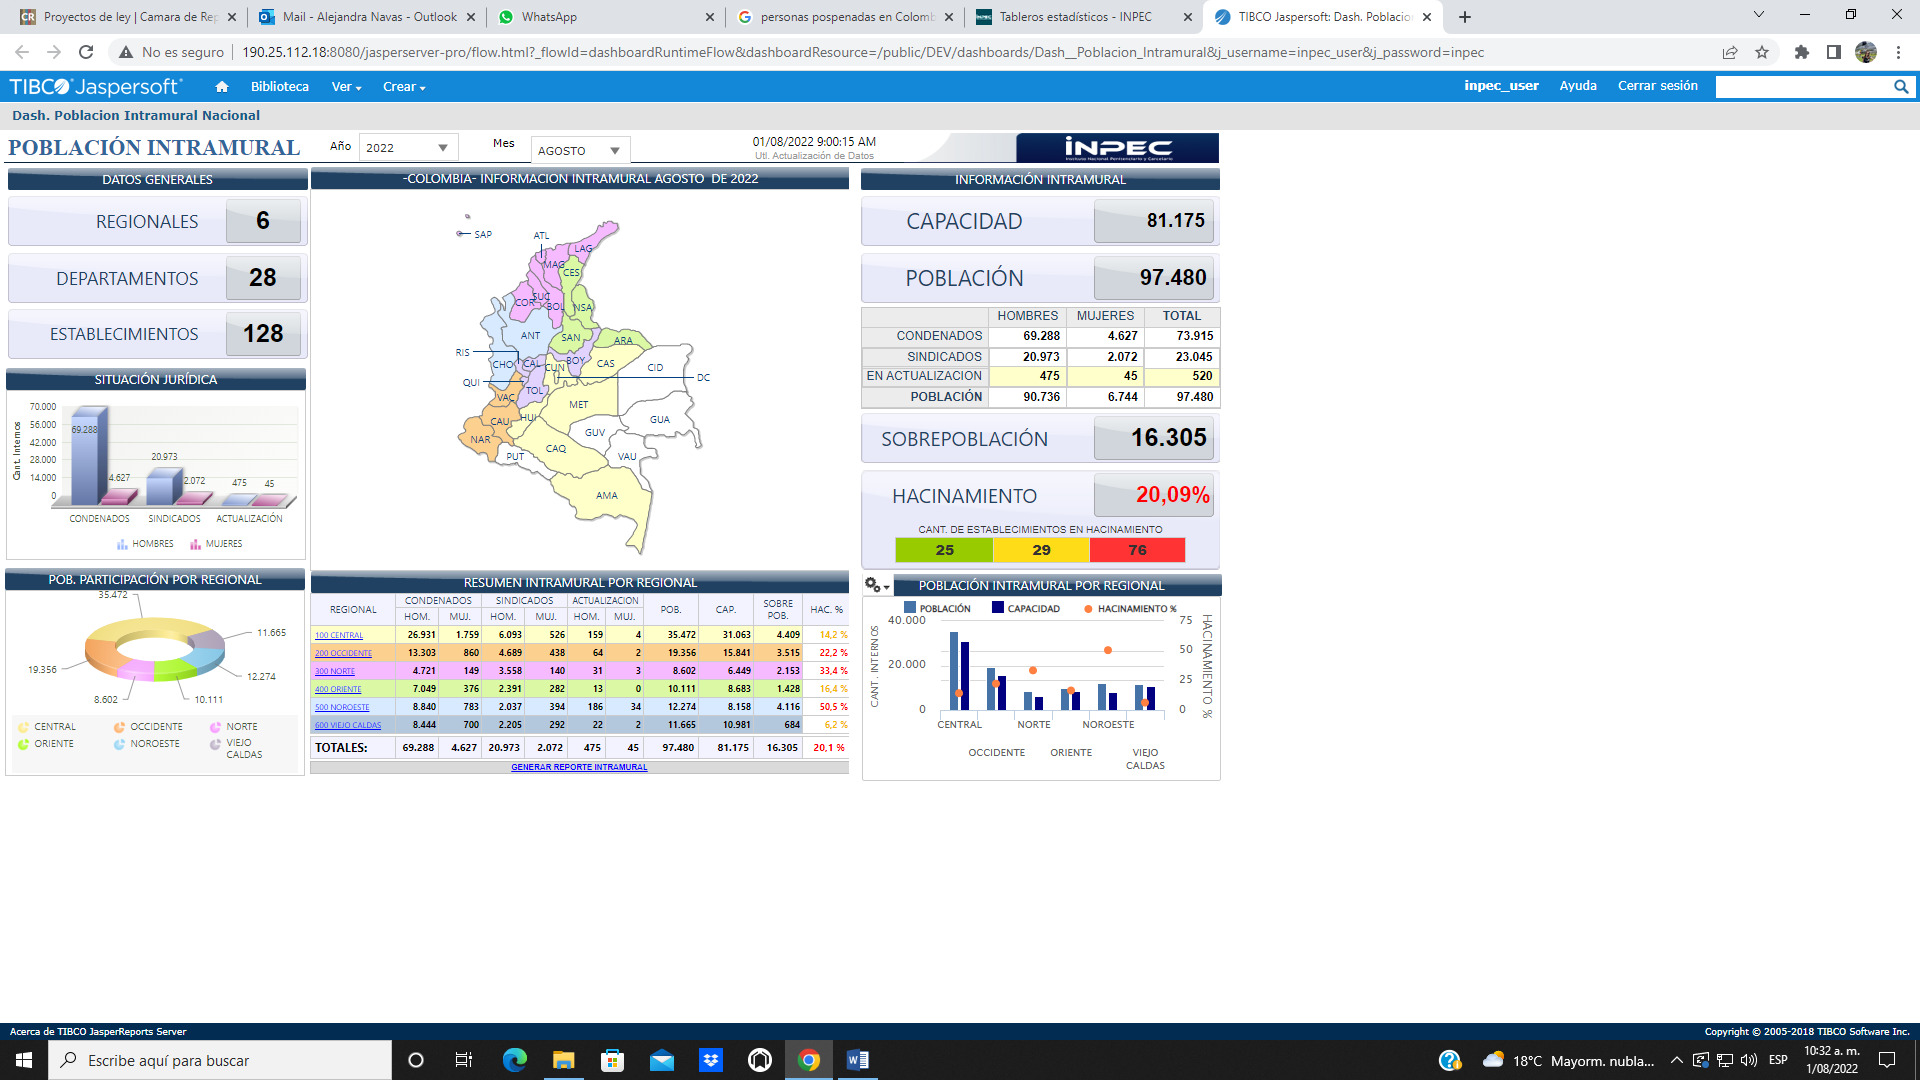 Proyectos de ley | Camara de Rep
Mail - Alejandra Navas - Outlook
WhatsApp
personas pospenadas en Colomb
Tableros estadísticos - INPEC
TIBCO Jaspersoft: Dash. Poblacion
No es seguro
190.25.112.18:8080/jasperserver-pro/flow.html?_flowId=dashboardRuntimeFlow&dashboardResource=/public/DEV/dashboards/Dash__Poblacion_Intramural&j_username=inpec_user&j_password=inpec
TIBCO Jaspersoft
Biblioteca
Ver
Crear
inpec_user
Ayuda
Cerrar sesión
Dash. Poblacion Intramural Nacional
POBLACIÓN INTRAMURAL
Año 2022
Mes AGOSTO
01/08/2022 9:00:15 AM
Utl. Actualización de Datos
INPEC
Instituto Nacional Penitenciario y Carcelario
DATOS GENERALES
REGIONALES 6
DEPARTAMENTOS 28
ESTABLECIMIENTOS 128
SITUACIÓN JURÍDICA
Cant. Internos
70.000
56.000
42.000
28.000
14.000
0
69.288
4.627
20.973
2.072
475
45
CONDENADOS SINDICADOS ACTUALIZACIÓN
HOMBRES MUJERES
POB. PARTICIPACIÓN POR REGIONAL
35.472
11.665
12.274
10.111
8.602
19.356
CENTRAL OCCIDENTE NORTE
ORIENTE NOROESTE VIEJO
CALDAS
-COLOMBIA- INFORMACION INTRAMURAL AGOSTO DE 2022
SAP
ATL
LAG
MAG
CES
SUC
COR
BOL
NSA
ANT
SAN
ARA
RIS
CHO
CAL
CUN
BOY
CAS
CID
DC
QUI
TOL
VAC
MET
CAU
HUI
GUA
NAR
GUV
PUT
CAQ
VAU
AMA
RESUMEN INTRAMURAL POR REGIONAL
REGIONAL CONDENADOS SINDICADOS ACTUALIZACION POB. CAP. SOBRE POB. HAC. %
HOM. MUJ. HOM. MUJ. HOM. MUJ.
100 CENTRAL 26.931 1.759 6.093 526 159 4 35.472 31.063 4.409 14,2 %
200 OCCIDENTE 13.303 860 4.689 438 64 2 19.356 15.841 3.515 22,2 %
300 NORTE 4.721 149 3.558 140 31 3 8.602 6.449 2.153 33,4 %
400 ORIENTE 7.049 376 2.391 282 13 0 10.111 8.683 1.428 16,4 %
500 NOROESTE 8.840 783 2.037 394 186 34 12.274 8.158 4.116 50,5 %
600 VIEJO CALDAS 8.444 700 2.205 292 22 2 11.665 10.981 684 6,2 %
TOTALES: 69.288 4.627 20.973 2.072 475 45 97.480 81.175 16.305 20,1 %
GENERAR REPORTE INTRAMURAL
INFORMACIÓN INTRAMURAL
CAPACIDAD 81.175
POBLACIÓN 97.480
HOMBRES MUJERES TOTAL
CONDENADOS 69.288 4.627 73.915
SINDICADOS 20.973 2.072 23.045
EN ACTUALIZACION 475 45 520
POBLACIÓN 90.736 6.744 97.480
SOBREPOBLACIÓN 16.305
HACINAMIENTO 20,09%
CANT. DE ESTABLECIMIENTOS EN HACINAMIENTO
25 29 76
POBLACIÓN INTRAMURAL POR REGIONAL
POBLACIÓN CAPACIDAD HACINAMIENTO %
CANT. INTERNOS
40.000
20.000
0
75
50
25
0
HACINAMIENTO %
CENTRAL NORTE NOROESTE
OCCIDENTE ORIENTE VIEJO
CALDAS
Acerca de TIBCO JasperReports Server
Copyright © 2005-2018 TIBCO Software Inc.
Escribe aquí para buscar
18°C Mayorm. nubla...
ESP
10:32 a. m.
1/08/2022